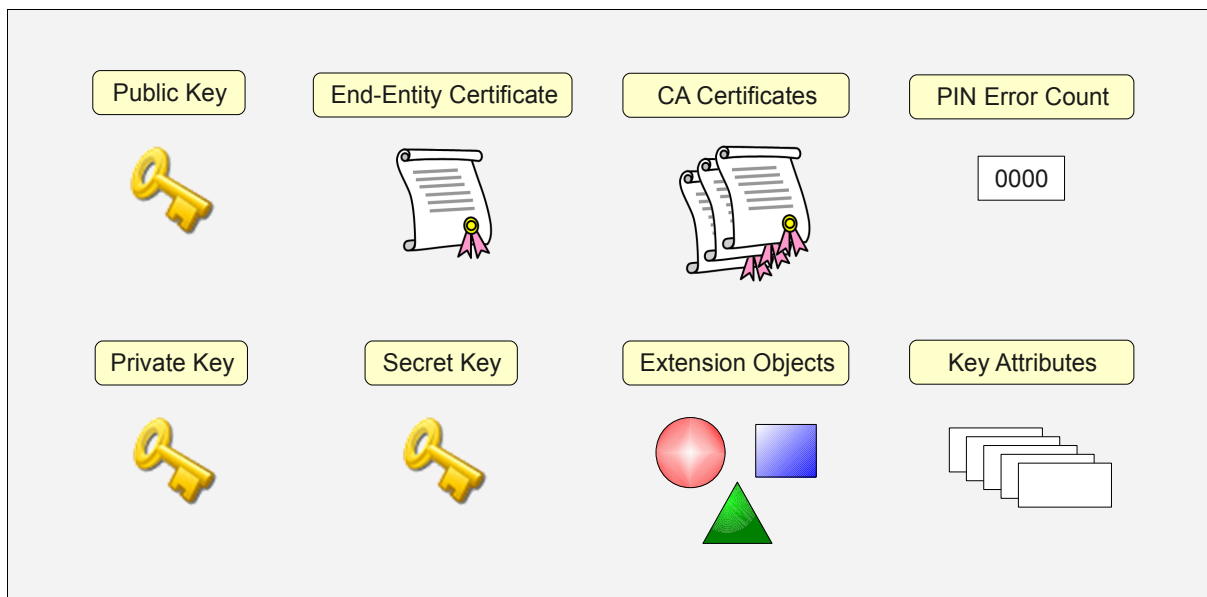 Public Key
End-Entity Certificate
CA Certificates
PIN Error Count
0000
Private Key
Secret Key
Extension Objects
Key Attributes